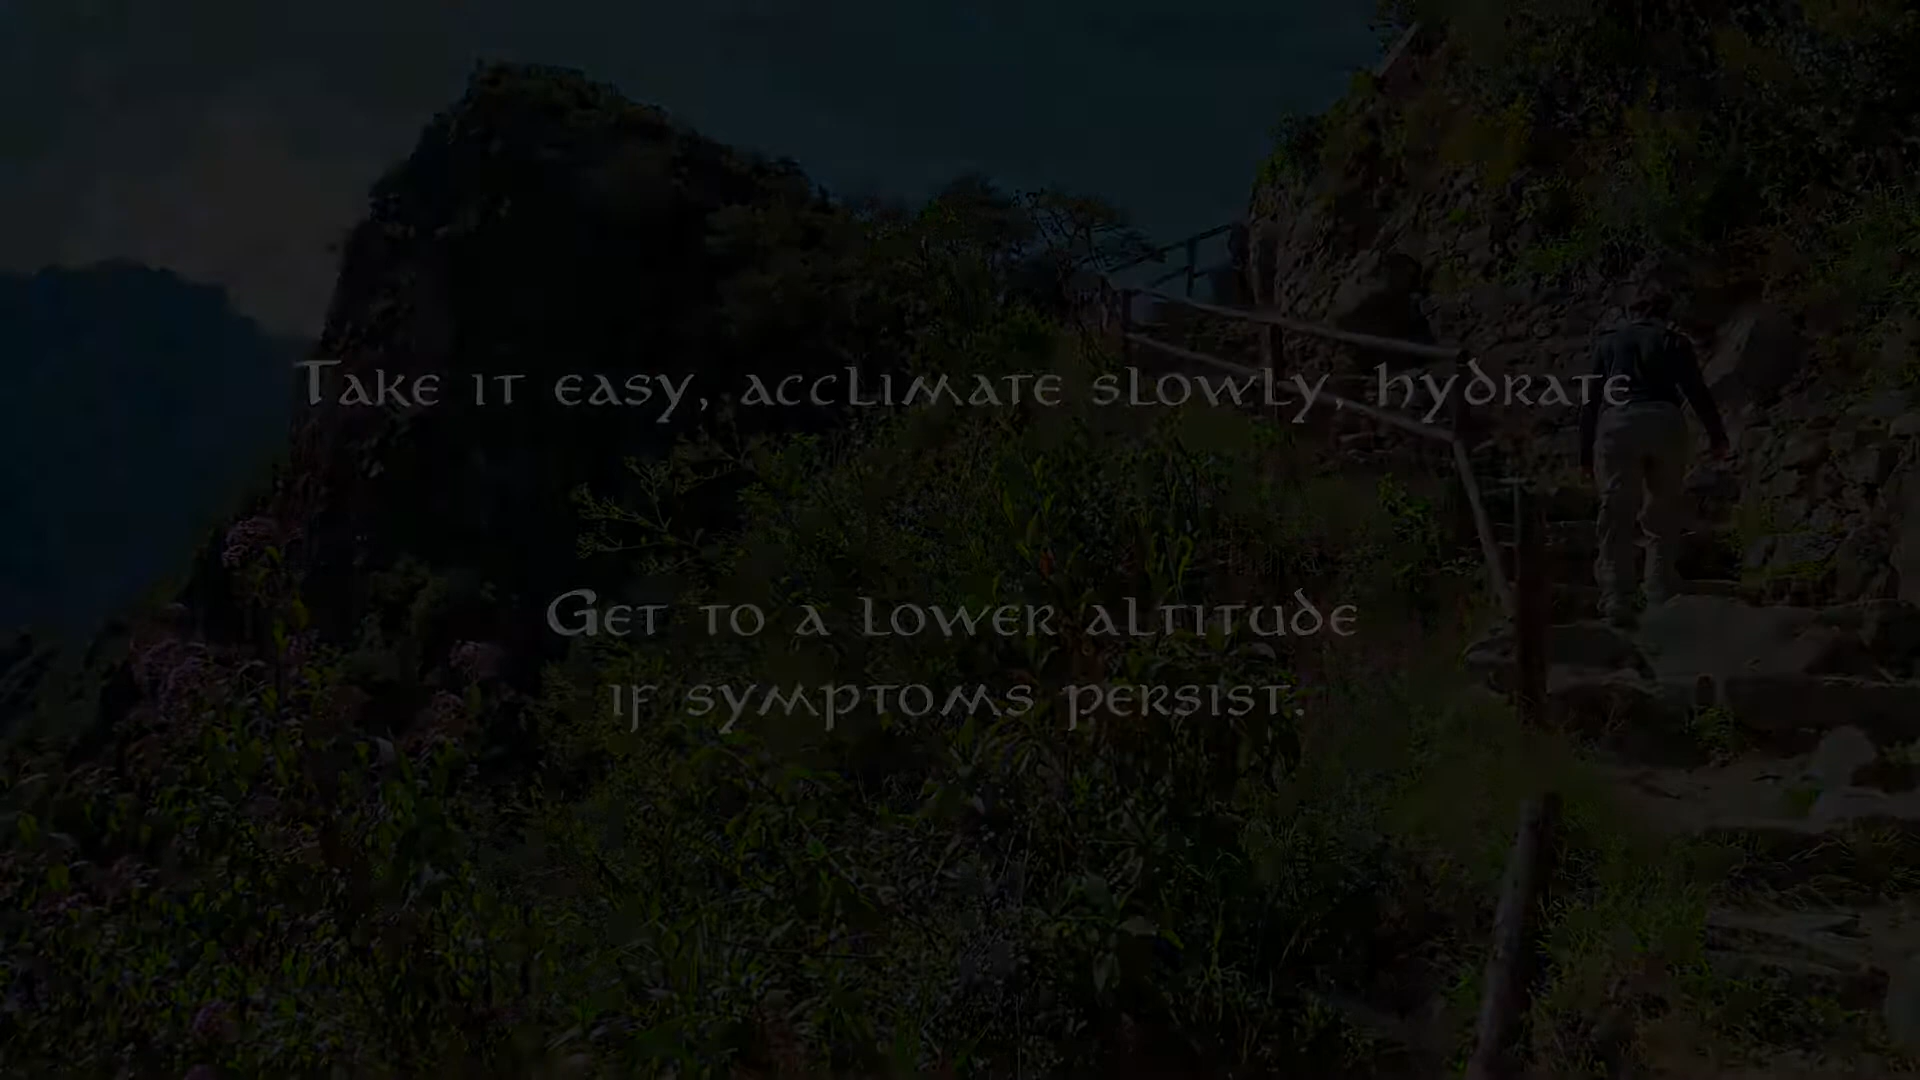 Take it easy, acclimate slowly, hydrate
Get to a lower altitude
if symptoms persist.